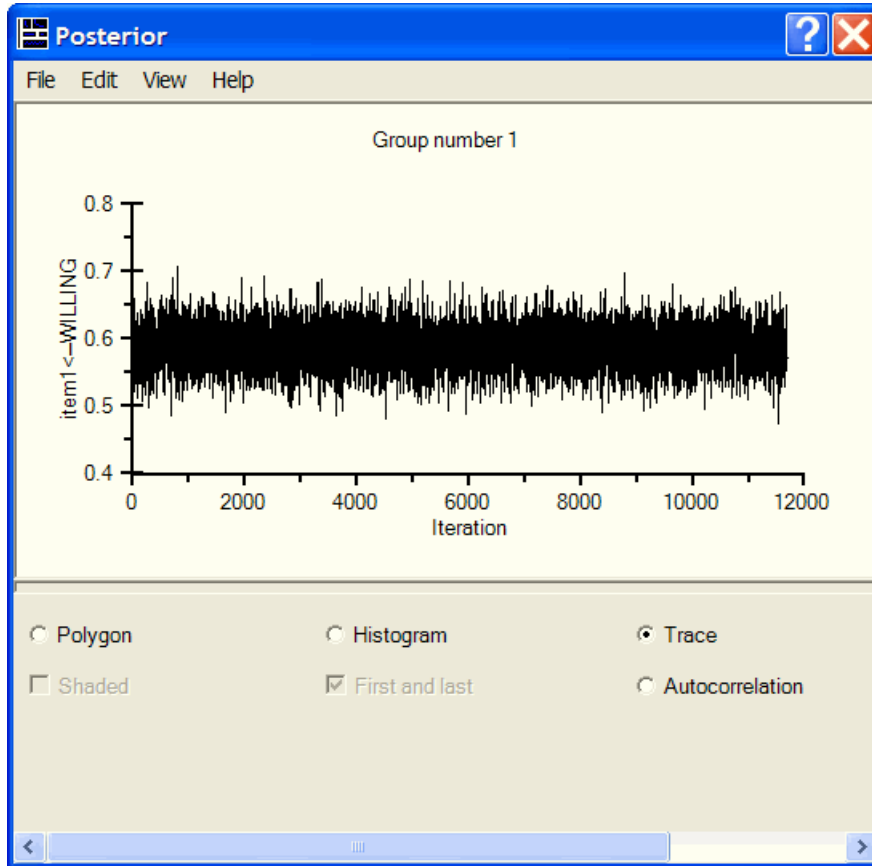 Posterior
File Edit View Help
Group number 1
0.8
0.7
0.6
0.5
0.4
item1<--WILLING
0 2000 4000 6000 8000 10000 12000
Iteration
Polygon Histogram Trace
Shaded First and last Autocorrelation